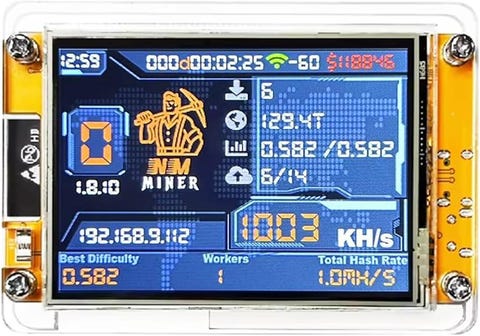 12:59 000d00:02:25 -60 $118846
6
129.4T
0
0.582 /0.582
NM
MINER
1.8.10
6/14
192.168.9.112
1003 KH/s
Best Difficulty Workers Total Hash Rate
0.582 1 1.0MH/S